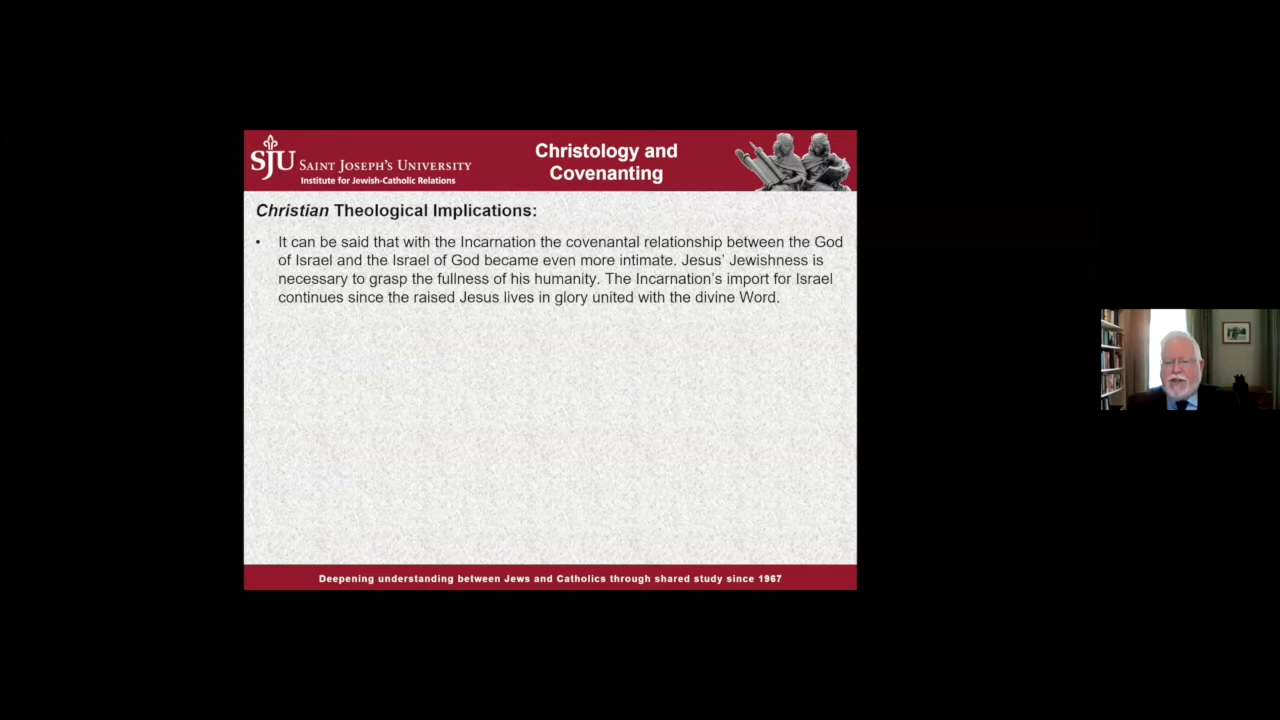 SJU SAINT JOSEPH'S UNIVERSITY
Institute for Jewish-Catholic Relations
Christology and
Covenanting
Christian Theological Implications:
• It can be said that with the Incarnation the covenantal relationship between the God
of Israel and the Israel of God became even more intimate. Jesus' Jewishness is
necessary to grasp the fullness of his humanity. The Incarnation's import for Israel
continues since the raised Jesus lives in glory united with the divine Word.
Deepening understanding between Jews and Catholics through shared study since 1967